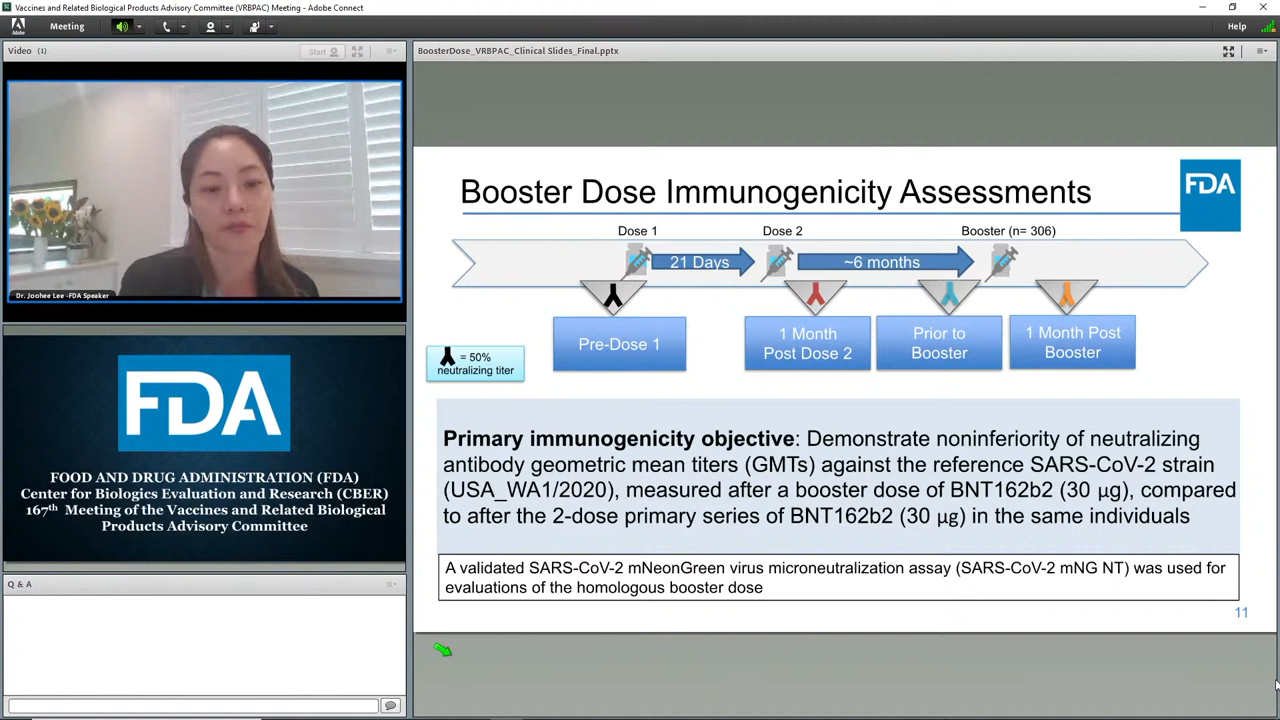 Vaccines and Related Biological Products Advisory Committee (VRBPAC) Meeting - Adobe Connect
Adobe
Meeting
Help
Video (1)
Start
Dr. Joohee Lee -FDA Speaker
FDA
FOOD AND DRUG ADMINISTRATION (FDA)
Center for Biologics Evaluation and Research (CBER)
167th Meeting of the Vaccines and Related Biological
Products Advisory Committee
Q & A
BoosterDose_VRBPAC_Clinical Slides_Final.pptx
Booster Dose Immunogenicity Assessments
FDA
Dose 1
Dose 2
Booster (n= 306)
21 Days
~6 months
Pre-Dose 1
1 Month
Post Dose 2
Prior to
Booster
1 Month Post
Booster
= 50%
neutralizing titer
Primary immunogenicity objective: Demonstrate noninferiority of neutralizing
antibody geometric mean titers (GMTs) against the reference SARS-CoV-2 strain
(USA_WA1/2020), measured after a booster dose of BNT162b2 (30 μg), compared
to after the 2-dose primary series of BNT162b2 (30 μg) in the same individuals
A validated SARS-CoV-2 mNeonGreen virus microneutralization assay (SARS-CoV-2 mNG NT) was used for
evaluations of the homologous booster dose
11